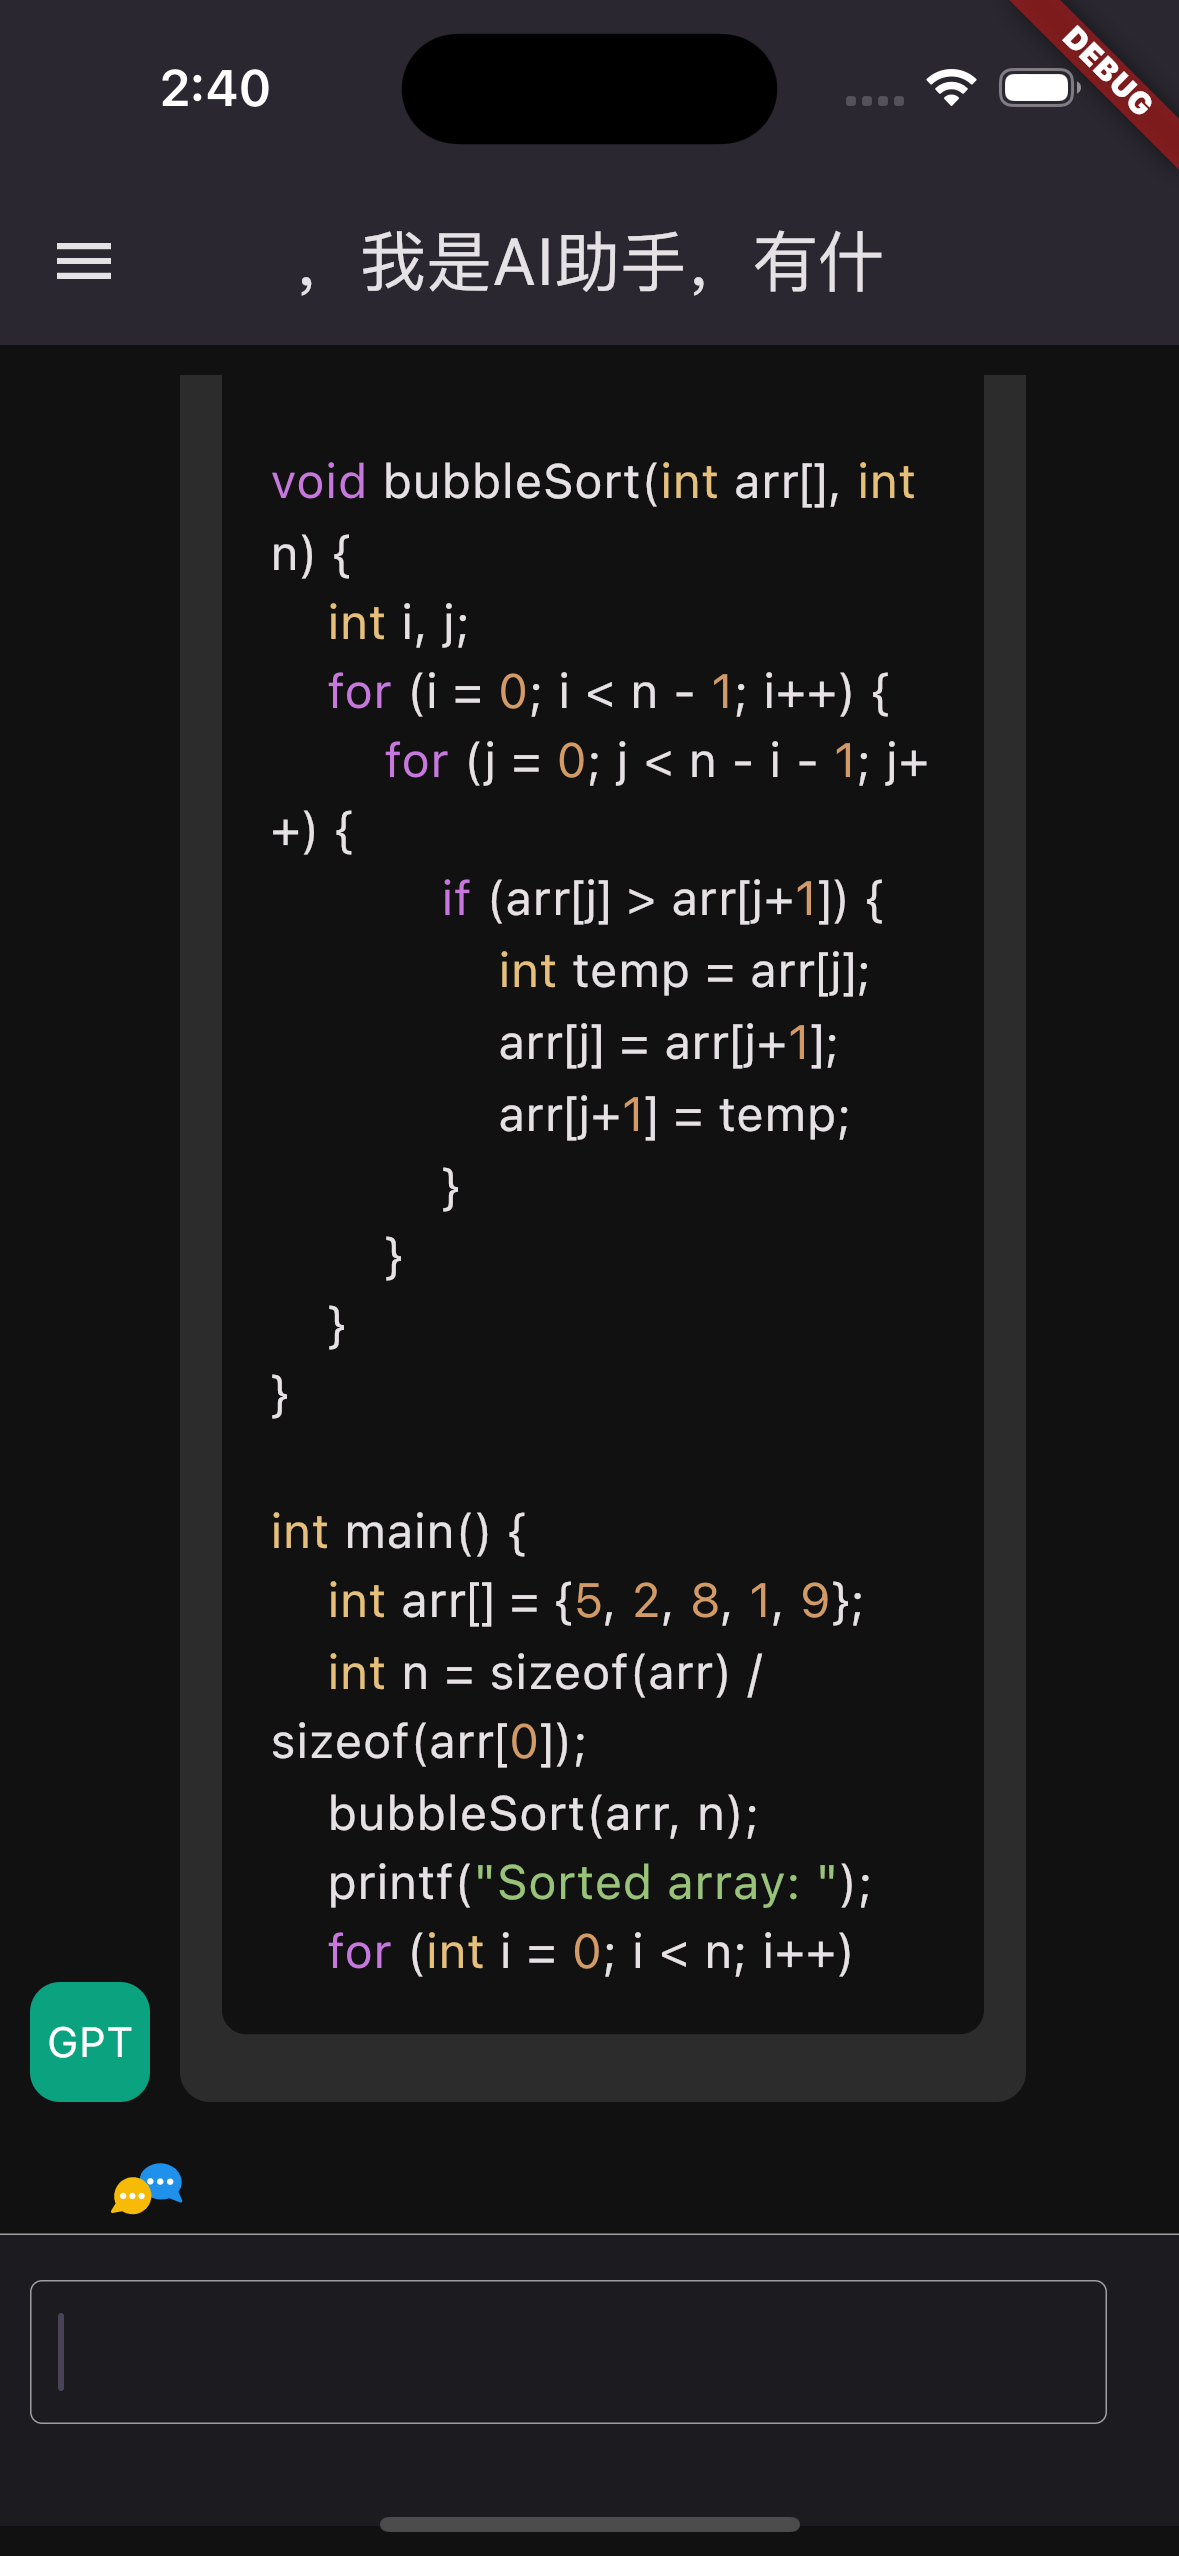 2:40
DEBUG
，我是AI助手，有什
void bubbleSort(int arr[], int
n) {
int i, j;
for (i = 0; i < n - 1; i++) {
for (j = 0; j < n - i - 1; j+
+) {
if (arr[j] > arr[j+1]) {
int temp = arr[j];
arr[j] = arr[j+1];
arr[j+1] = temp;
}
}
}
}
int main() {
int arr[] = {5, 2, 8, 1, 9};
int n = sizeof(arr) /
sizeof(arr[0]);
bubbleSort(arr, n);
printf("Sorted array: ");
for (int i = 0; i < n; i++)
GPT